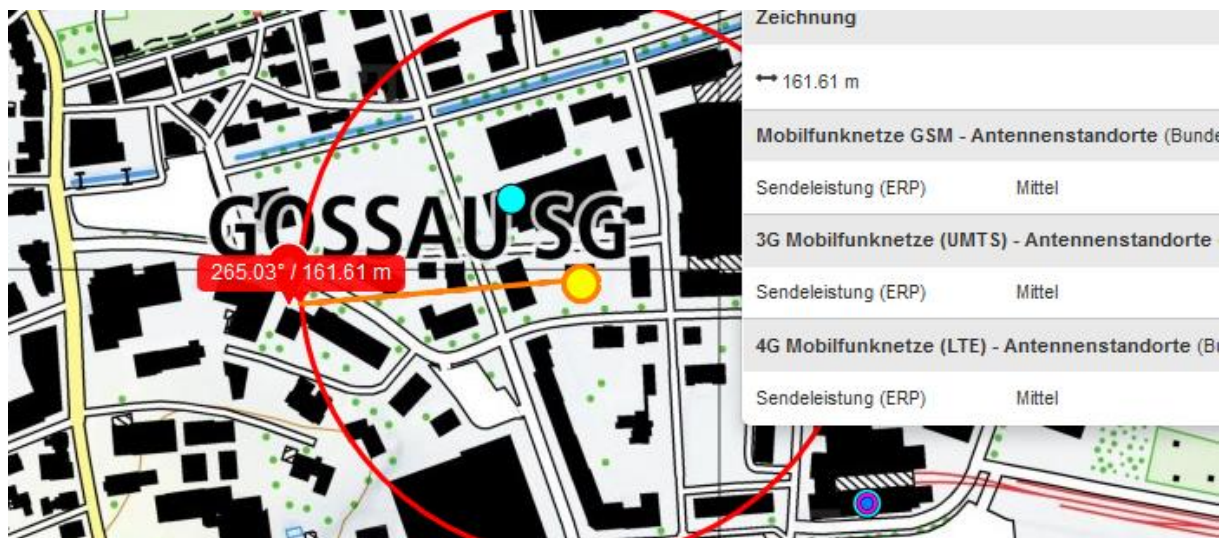 Zeichnung
161.61 m
Mobilfunknetze GSM - Antennenstandorte (Bunde
Sendeleistung (ERP) Mittel
3G Mobilfunknetze (UMTS) - Antennenstandorte
Sendeleistung (ERP) Mittel
4G Mobilfunknetze (LTE) - Antennenstandorte (Bu
Sendeleistung (ERP) Mittel
GOSSAU SG
265.03° / 161.61 m